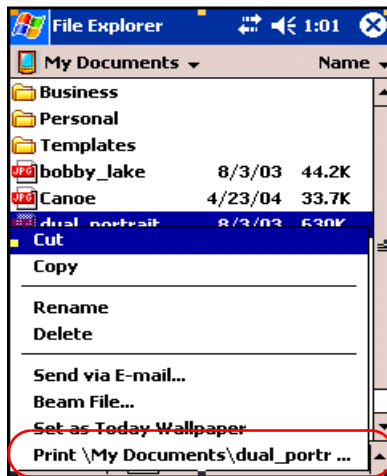 File Explorer 1:01
My Documents Name
Business
Personal
Templates
JPG bobby_lake 8/3/03 44.2K
JPG Canoe 4/23/04 33.7K
dual_portrait 8/3/03 630K
Cut
Copy
Rename
Delete
Send via E-mail...
Beam File...
Set as Today Wallpaper
Print \My Documents\dual_portr ...